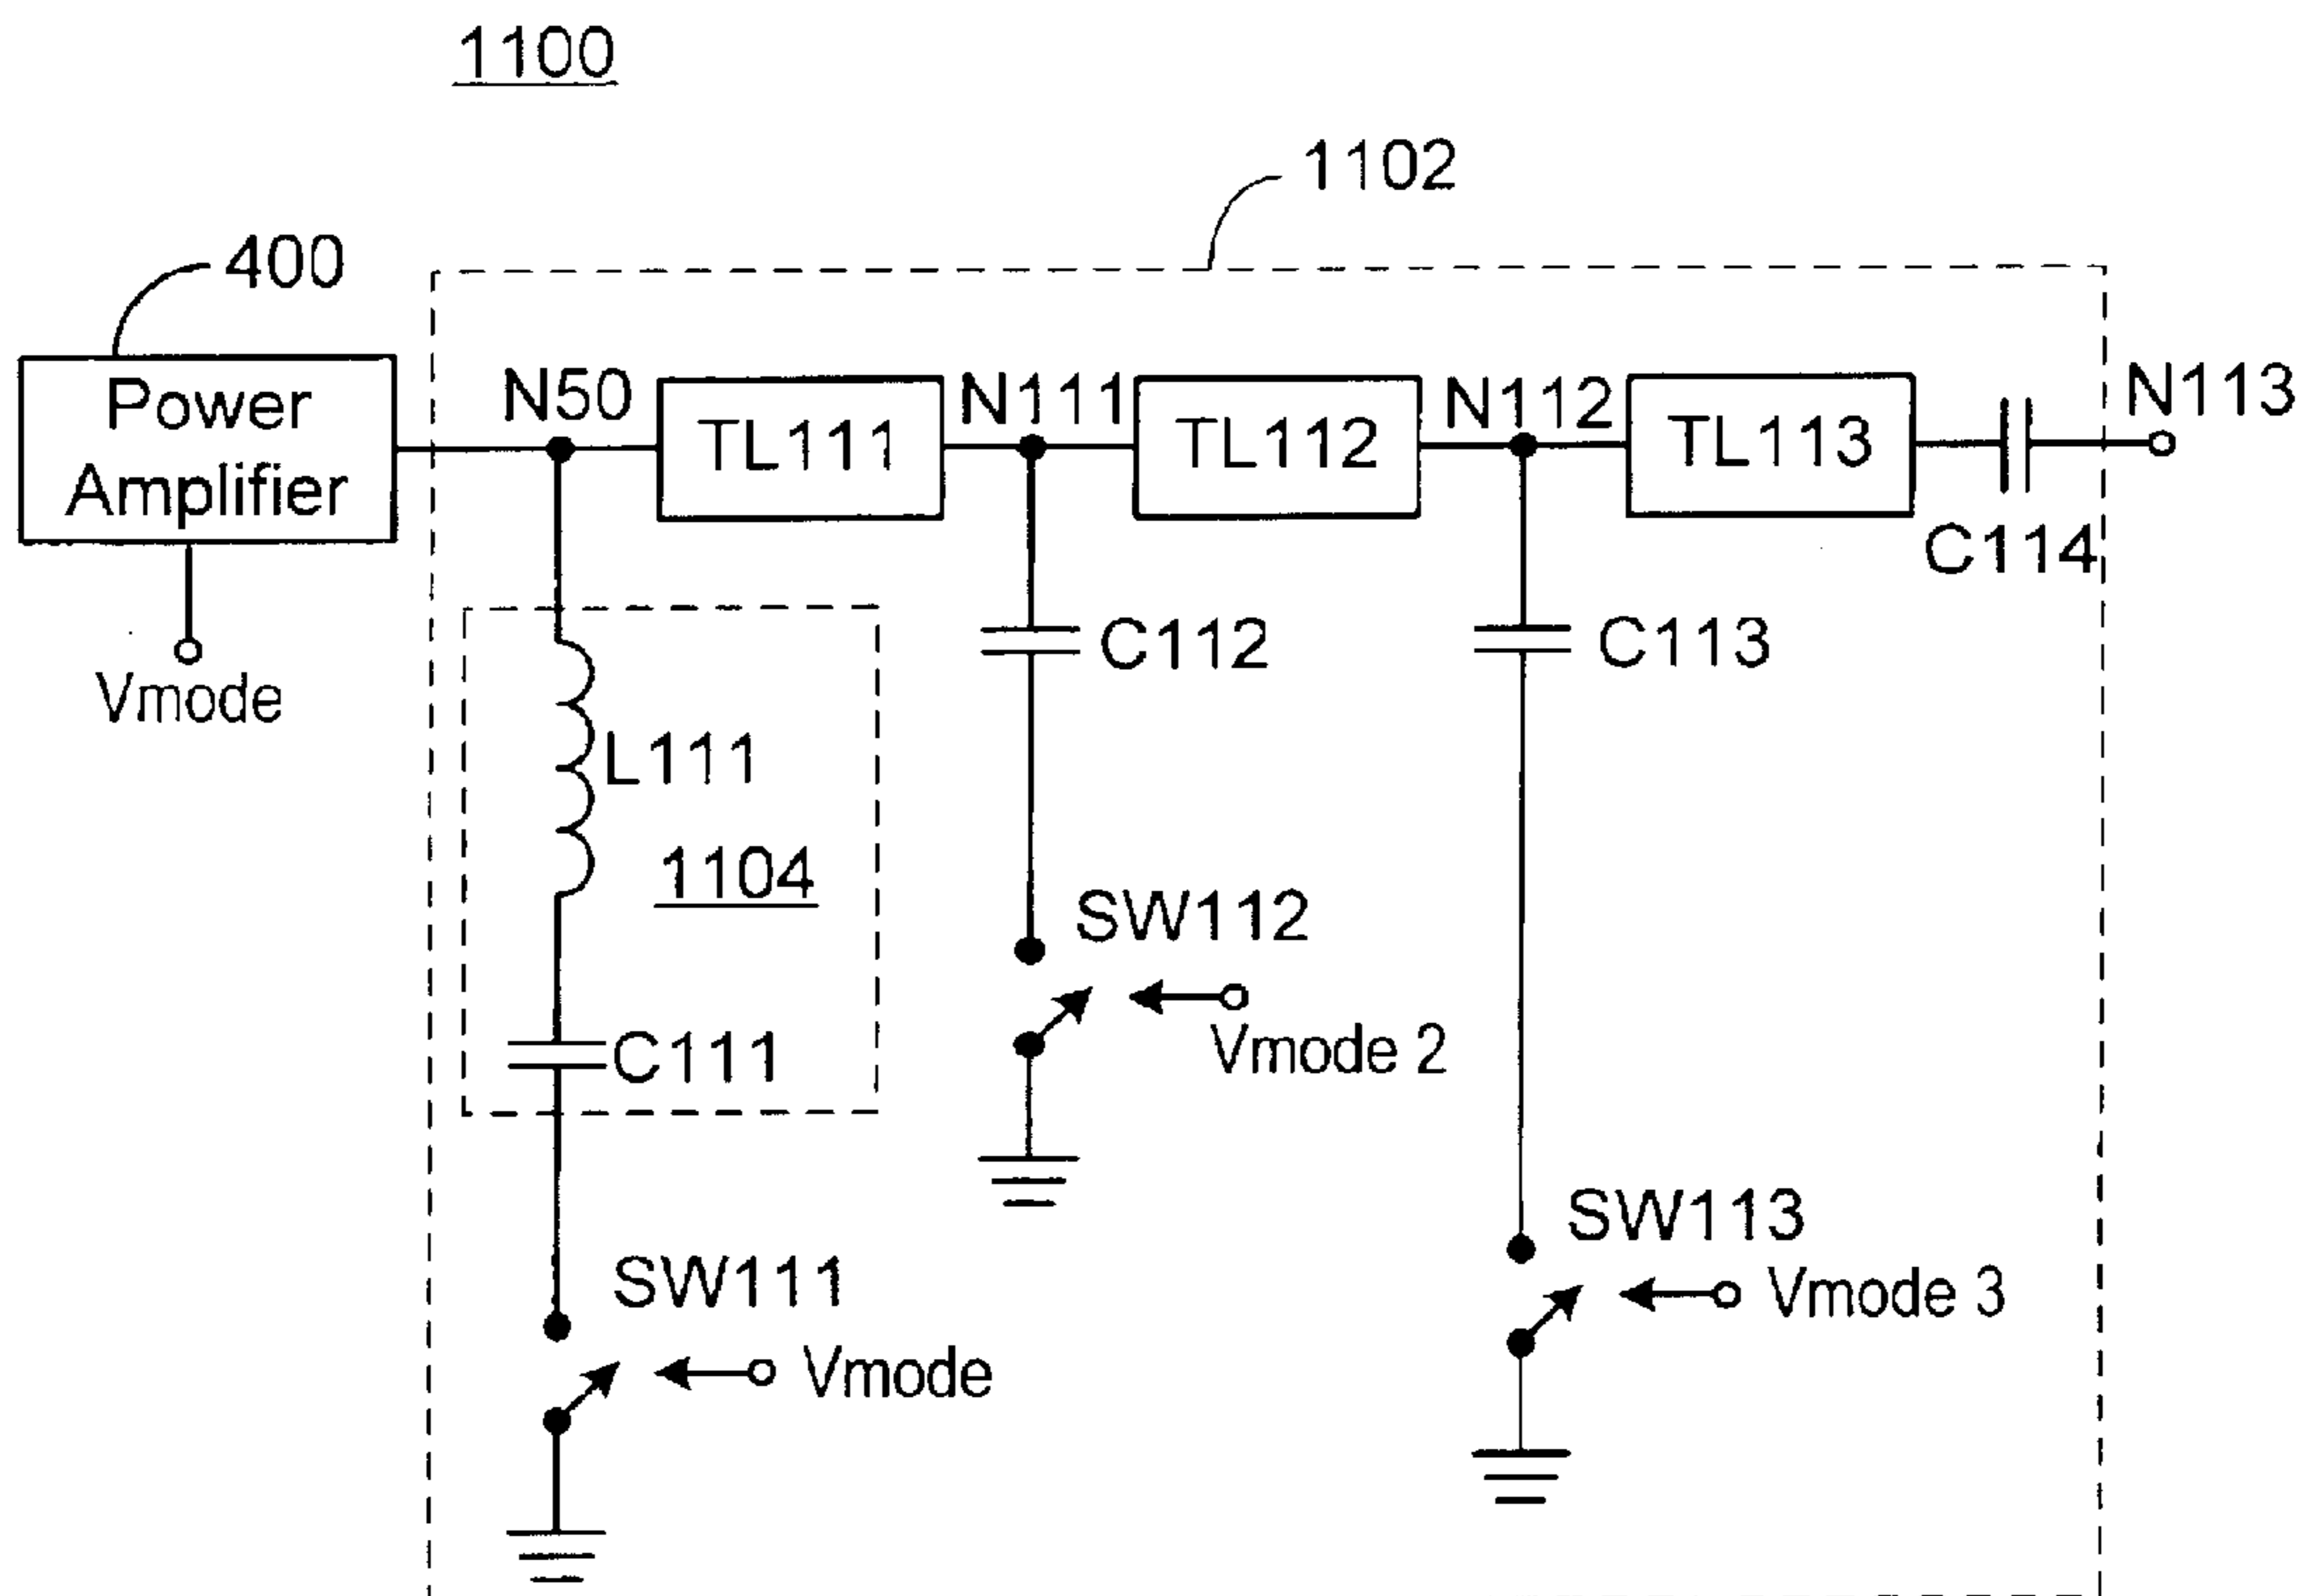 1100
1102
400
Power
Amplifier
N50
TL111
N111
TL112
N112
TL113
N113
C114
Vmode
L111
1104
C111
C112
C113
SW112
Vmode 2
SW113
Vmode 3
SW111
Vmode